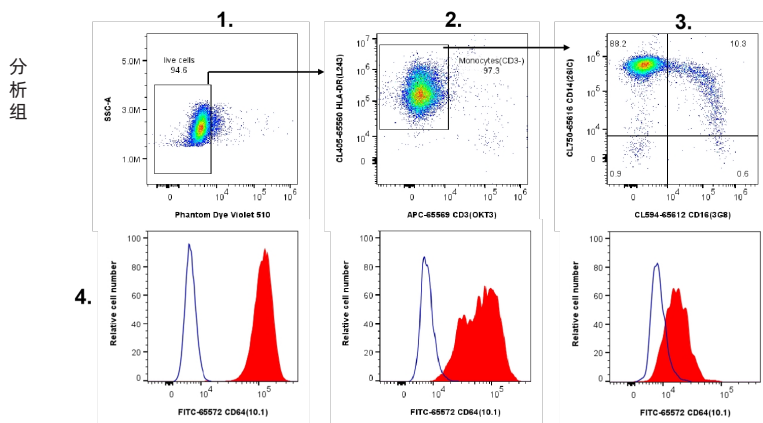 分
析
组
1.
live cells
94.6
SSC-A
5.0M
3.0M
1.0M
0
10^4
10^5
10^6
Phantom Dye Violet 510
2.
Monocytes(CD3-)
97.3
CL405-65560 HLA-DR(L243)
10^7
10^6
10^5
10^4
0
0
10^4
10^5
10^6
APC-65569 CD3(OKT3)
3.
88.2
10.3
0.9
0.6
CL750-65616 CD14(26IC)
10^6
10^5
10^4
0
0
10^4
10^5
10^6
CL594-65612 CD16(3G8)
4.
Relative cell number
100
80
60
40
20
0
0
10^4
10^5
FITC-65572 CD64(10.1)
Relative cell number
100
80
60
40
20
0
0
10^4
10^5
FITC-65572 CD64(10.1)
Relative cell number
100
80
60
40
20
0
0
10^4
10^5
FITC-65572 CD64(10.1)